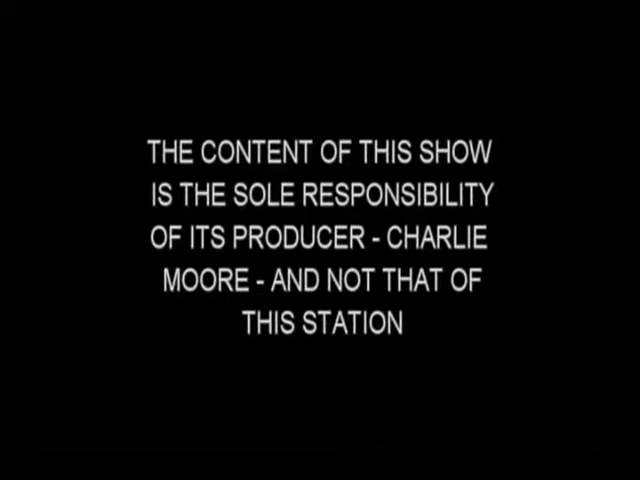 THE CONTENT OF THIS SHOW
IS THE SOLE RESPONSIBILITY
OF ITS PRODUCER - CHARLIE
MOORE - AND NOT THAT OF
THIS STATION